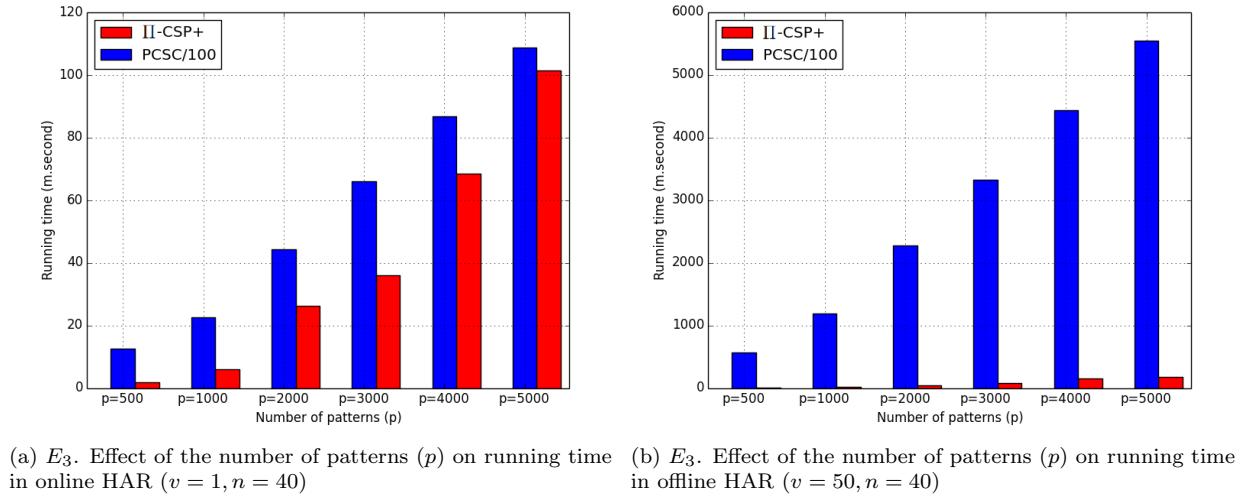 Π-CSP+
PCSC/100
Running time (m.second)
140
120
100
80
60
40
20
0
p=500 p=1000 p=2000 p=3000 p=4000 p=5000
Number of patterns (p)
(a) E₃. Effect of the number of patterns (p) on running time
in online HAR (v = 1, n = 40)
Π-CSP+
PCSC/100
Running time (m.second)
6000
5000
4000
3000
2000
1000
0
p=500 p=1000 p=2000 p=3000 p=4000 p=5000
Number of patterns (p)
(b) E₃. Effect of the number of patterns (p) on running time
in offline HAR (v = 50, n = 40)